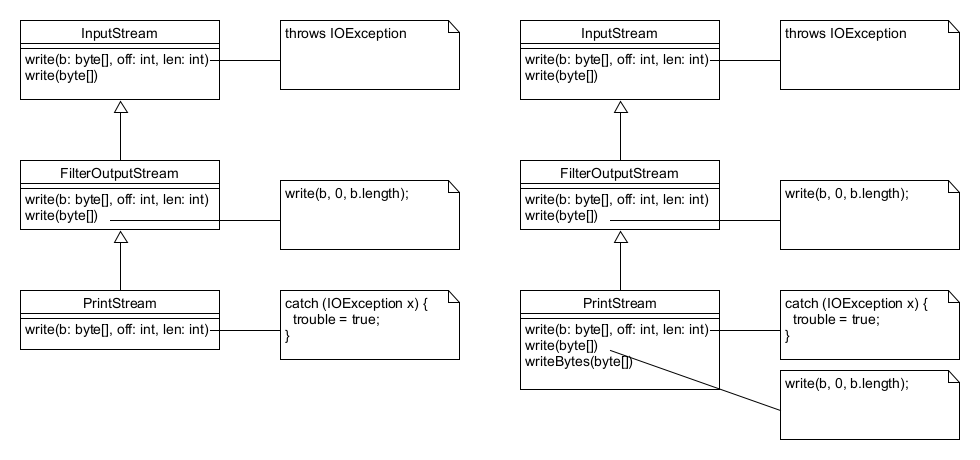 InputStream
write(b: byte[], off: int, len: int)
write(byte[])
throws IOException
FilterOutputStream
write(b: byte[], off: int, len: int)
write(byte[])
write(b, 0, b.length);
PrintStream
write(b: byte[], off: int, len: int)
catch (IOException x) {
trouble = true;
}
InputStream
write(b: byte[], off: int, len: int)
write(byte[])
throws IOException
FilterOutputStream
write(b: byte[], off: int, len: int)
write(byte[])
write(b, 0, b.length);
PrintStream
write(b: byte[], off: int, len: int)
write(byte[])
writeBytes(byte[])
catch (IOException x) {
trouble = true;
}
write(b, 0, b.length);